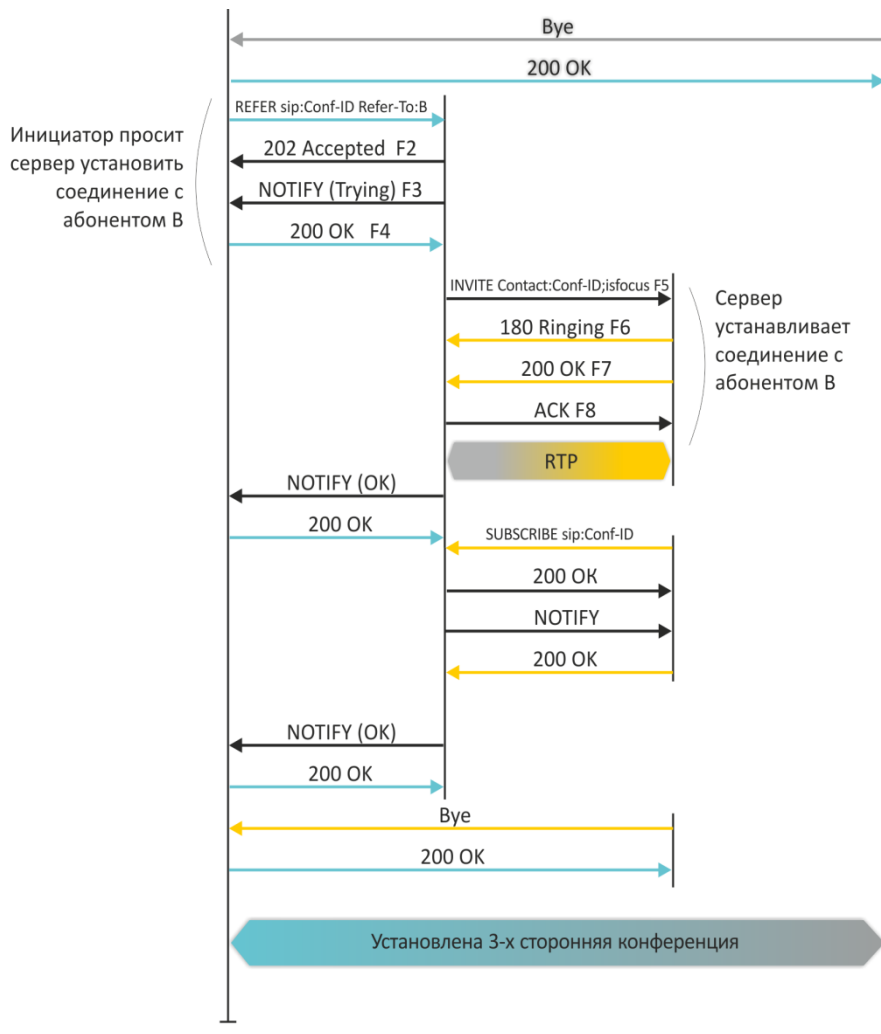 Bye
200 OK
REFER sip:Conf-ID Refer-To:B
Инициатор просит
сервер установить
соединение с
абонентом В
202 Accepted F2
NOTIFY (Trying) F3
200 OK F4
INVITE Contact:Conf-ID;isfocus F5
180 Ringing F6
200 OK F7
ACK F8
Сервер
устанавливает
соединение с
абонентом В
RTP
NOTIFY (OK)
200 OK
SUBSCRIBE sip:Conf-ID
200 OK
NOTIFY
200 OK
NOTIFY (OK)
200 OK
Bye
200 OK
Установлена 3-х сторонняя конференция